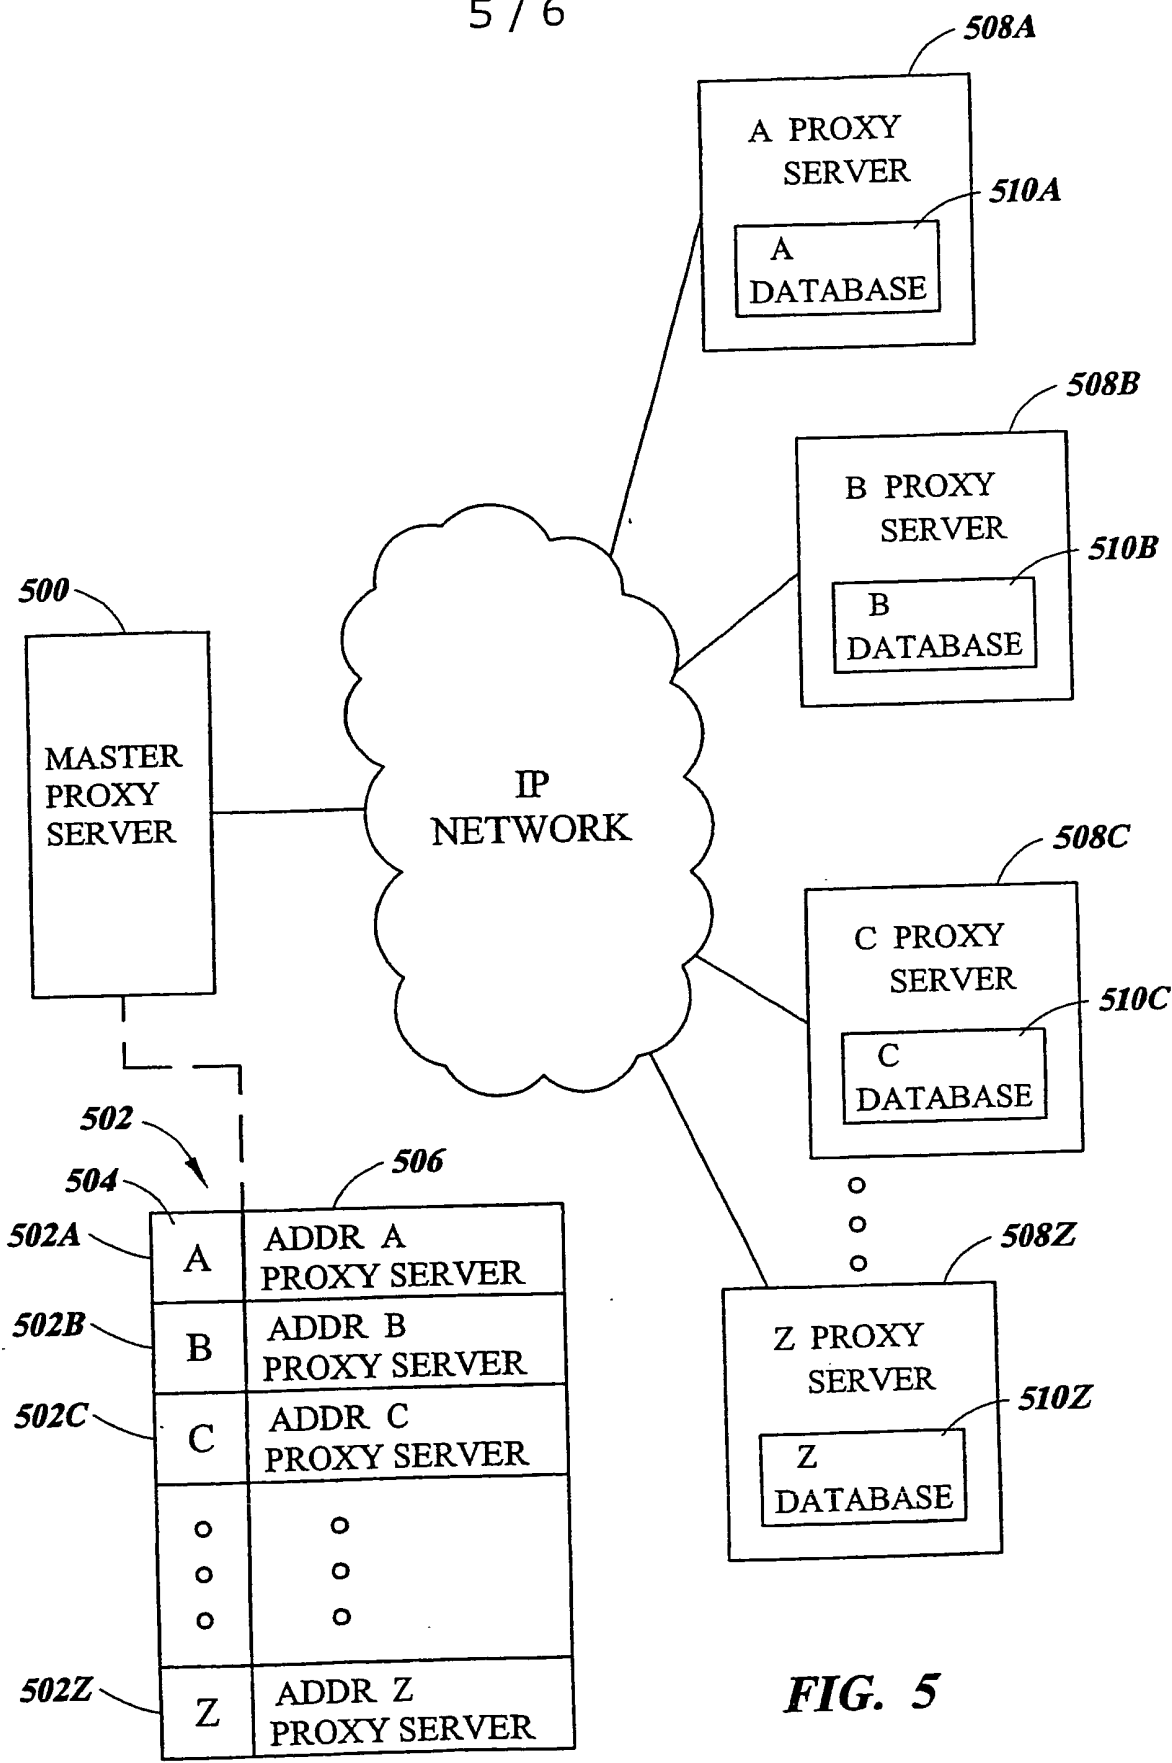 5 / 6
508A
A PROXY
SERVER
510A
A
DATABASE
508B
B PROXY
SERVER
510B
B
DATABASE
500
MASTER
PROXY
SERVER
IP
NETWORK
508C
C PROXY
SERVER
510C
C
DATABASE
502
504
506
502A
A
ADDR A
PROXY SERVER
502B
B
ADDR B
PROXY SERVER
502C
C
ADDR C
PROXY SERVER
502Z
Z
ADDR Z
PROXY SERVER
508Z
Z PROXY
SERVER
510Z
Z
DATABASE
FIG. 5